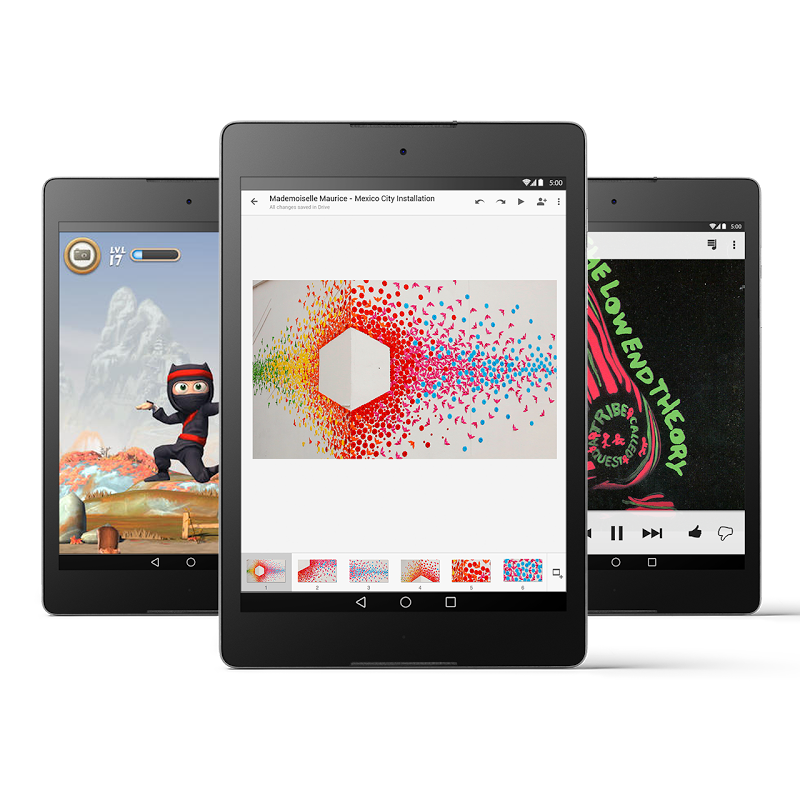 LVL
17
5:00
Mademoiselle Maurice - Mexico City Installation
All changes saved in Drive
1
2
3
4
5
6
5:00
THE LOW END THEORY
A TRIBE CALLED QUEST